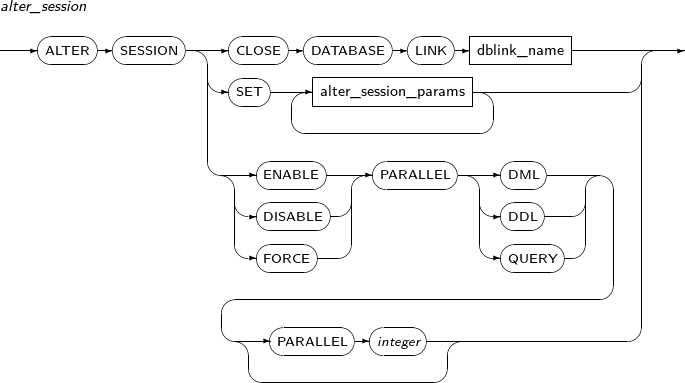 alter_session
ALTER SESSION CLOSE DATABASE LINK dblink_name
SET alter_session_params
ENABLE PARALLEL DML
DISABLE DDL
FORCE QUERY
PARALLEL integer